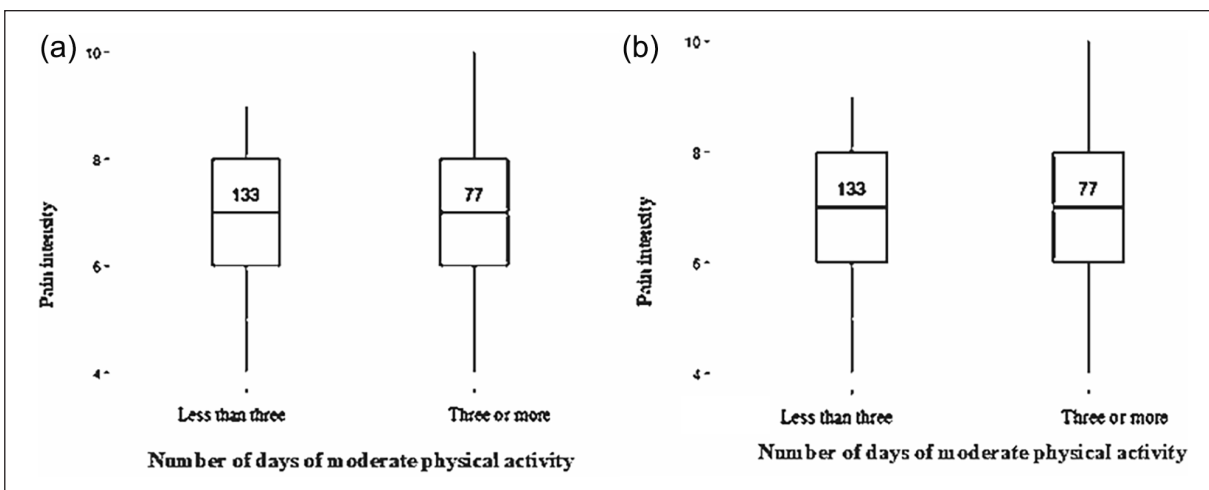 (a)
10
8
6
4
Pain intensity
133
77
Less than three
Three or more
Number of days of moderate physical activity
(b)
10
8
6
4
Pain intensity
133
77
Less than three
Three or more
Number of days of moderate physical activity